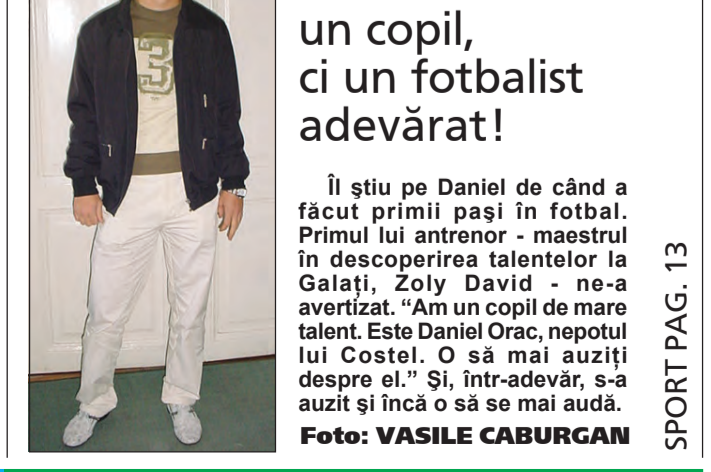 3
un copil,
ci un fotbalist
adevărat!
Îl ştiu pe Daniel de când a
făcut primii paşi în fotbal.
Primul lui antrenor - maestrul
în descoperirea talentelor la
Galaţi, Zoly David - ne-a
avertizat. “Am un copil de mare
talent. Este Daniel Orac, nepotul
lui Costel. O să mai auziţi
despre el.” Şi, într-adevăr, s-a
auzit şi încă o să se mai audă.
Foto: VASILE CABURGAN
SPORT PAG. 13